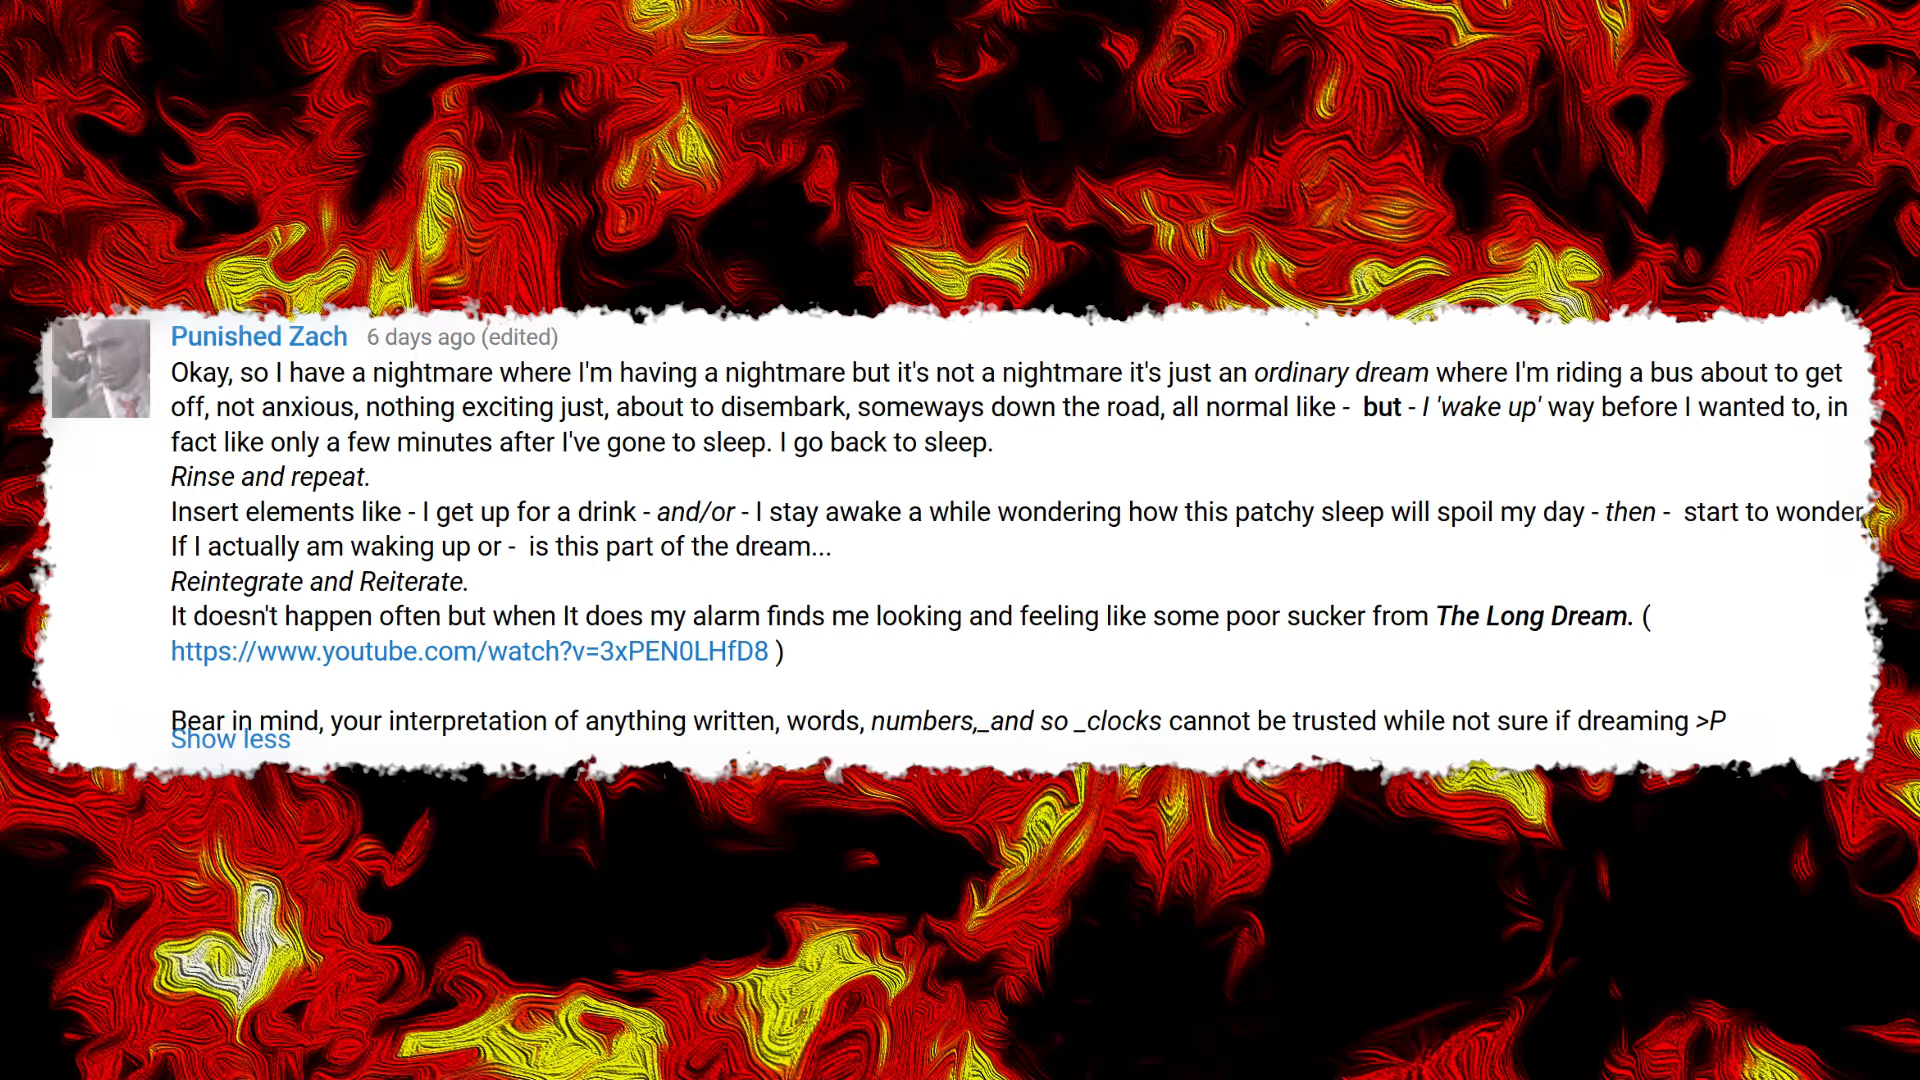 Punished Zach 6 days ago (edited)
Okay, so I have a nightmare where I'm having a nightmare but it's not a nightmare it's just an ordinary dream where I'm riding a bus about to get
off, not anxious, nothing exciting just, about to disembark, someways down the road, all normal like - but - I 'wake up' way before I wanted to, in
fact like only a few minutes after I've gone to sleep. I go back to sleep.
Rinse and repeat.
Insert elements like - I get up for a drink - and/or - I stay awake a while wondering how this patchy sleep will spoil my day - then - start to wonder
If I actually am waking up or - is this part of the dream...
Reintegrate and Reiterate.
It doesn't happen often but when It does my alarm finds me looking and feeling like some poor sucker from The Long Dream. (
https://www.youtube.com/watch?v=3xPEN0LHfD8 )
Bear in mind, your interpretation of anything written, words, numbers,_and so _clocks cannot be trusted while not sure if dreaming >P
Show less